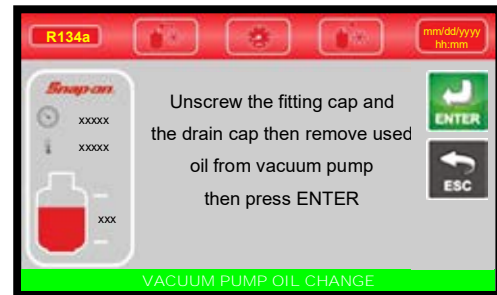 R134a
mm/dd/yyyy
hh:mm
Snap-on
xxxxx
xxxxx
xxx
Unscrew the fitting cap and
the drain cap then remove used
oil from vacuum pump
then press ENTER
ENTER
ESC
VACUUM PUMP OIL CHANGE